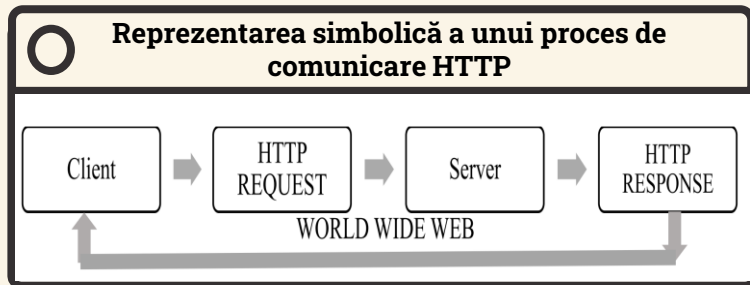 Reprezentarea simbolică a unui proces de
comunicare HTTP
Client
HTTP
REQUEST
Server
HTTP
RESPONSE
WORLD WIDE WEB